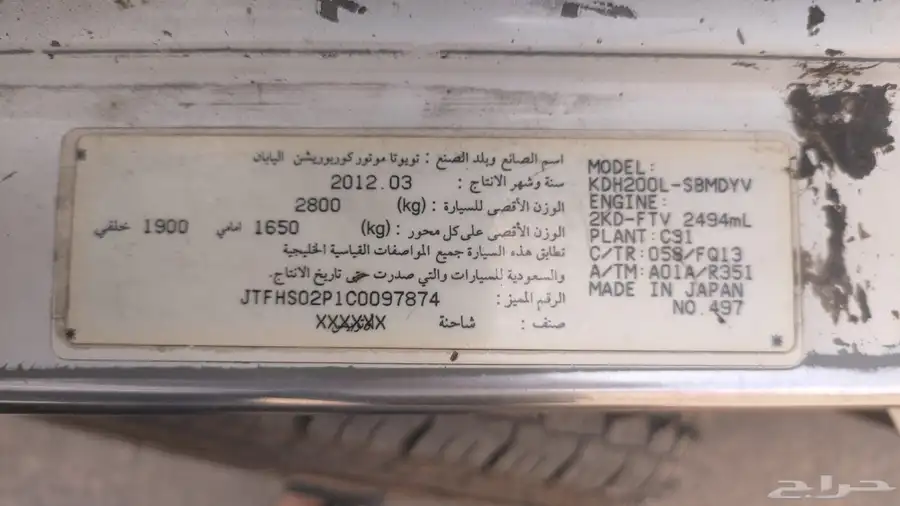 اسم الصانع وبلد الصنع : تويوتا موتور كوربوريشن اليابان
سنة وشهر الانتاج : 2012.03
الوزن الأقصى للسيارة : (kg) 2800
الوزن الأقصى على كل محور : (kg) 1650 امامي 1900 خلفي
تطابق هذه السيارة جميع المواصفات القياسية الخليجية
والسعودية للسيارات والتي صدرت حتى تاريخ الانتاج.
الرقم المميز : JTFHS02P1C0097874
صنف : شاحنة XXXXXX
MODEL:
KDH200L-SBMDYV
ENGINE:
2KD-FTV 2494mL
PLANT: C31
C/TR: 058/FQ13
A/TM: A01A/R351
MADE IN JAPAN
NO.497
حراج